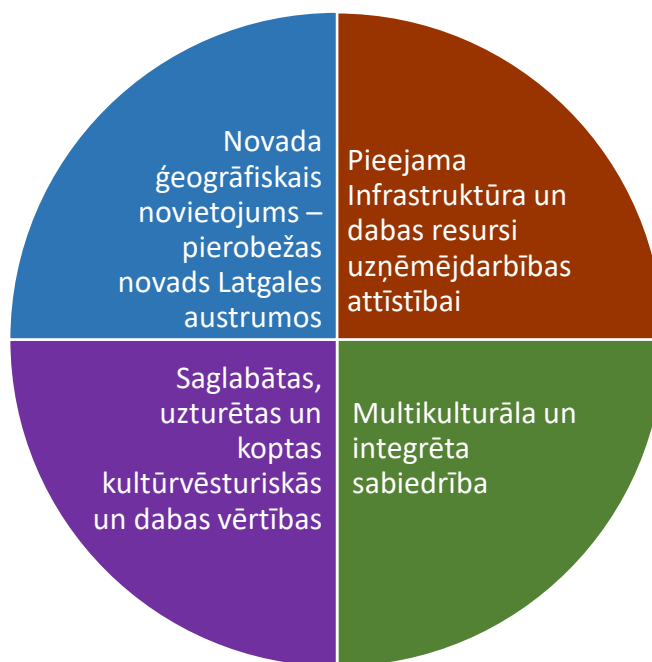 Novada
ģeogrāfiskais
novietojums –
pierobežas
novads Latgales
austrumos
Pieejama
Infrastruktūra un
dabas resursi
uzņēmējdarbības
attīstībai
Saglabātas,
uzturētas un
koptas
kultūrvēsturiskās
un dabas vērtības
Multikulturāla un
integrēta
sabiedrība